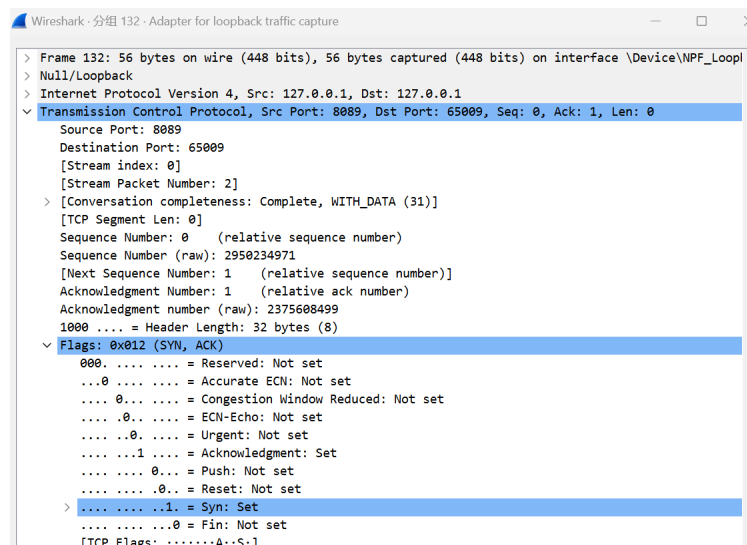 Wireshark · 分组 132 · Adapter for loopback traffic capture
Frame 132: 56 bytes on wire (448 bits), 56 bytes captured (448 bits) on interface \Device\NPF_Loop
Null/Loopback
Internet Protocol Version 4, Src: 127.0.0.1, Dst: 127.0.0.1
Transmission Control Protocol, Src Port: 8089, Dst Port: 65009, Seq: 0, Ack: 1, Len: 0
Source Port: 8089
Destination Port: 65009
[Stream index: 0]
[Stream Packet Number: 2]
[Conversation completeness: Complete, WITH_DATA (31)]
[TCP Segment Len: 0]
Sequence Number: 0    (relative sequence number)
Sequence Number (raw): 2950234971
[Next Sequence Number: 1    (relative sequence number)]
Acknowledgment Number: 1    (relative ack number)
Acknowledgment number (raw): 2375608499
1000 .... = Header Length: 32 bytes (8)
Flags: 0x012 (SYN, ACK)
000. .... .... = Reserved: Not set
...0 .... .... = Accurate ECN: Not set
.... 0... .... = Congestion Window Reduced: Not set
.... .0.. .... = ECN-Echo: Not set
.... ..0. .... = Urgent: Not set
.... ...1 .... = Acknowledgment: Set
.... .... 0... = Push: Not set
.... .... .0.. = Reset: Not set
.... .... ..1. = Syn: Set
.... .... ...0 = Fin: Not set
[TCP Flags: ·······A··S·]